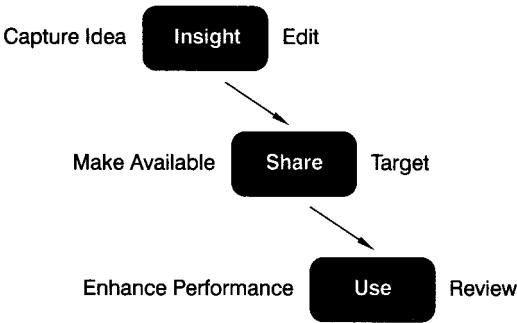 Capture Idea Insight Edit
Make Available Share Target
Enhance Performance Use Review